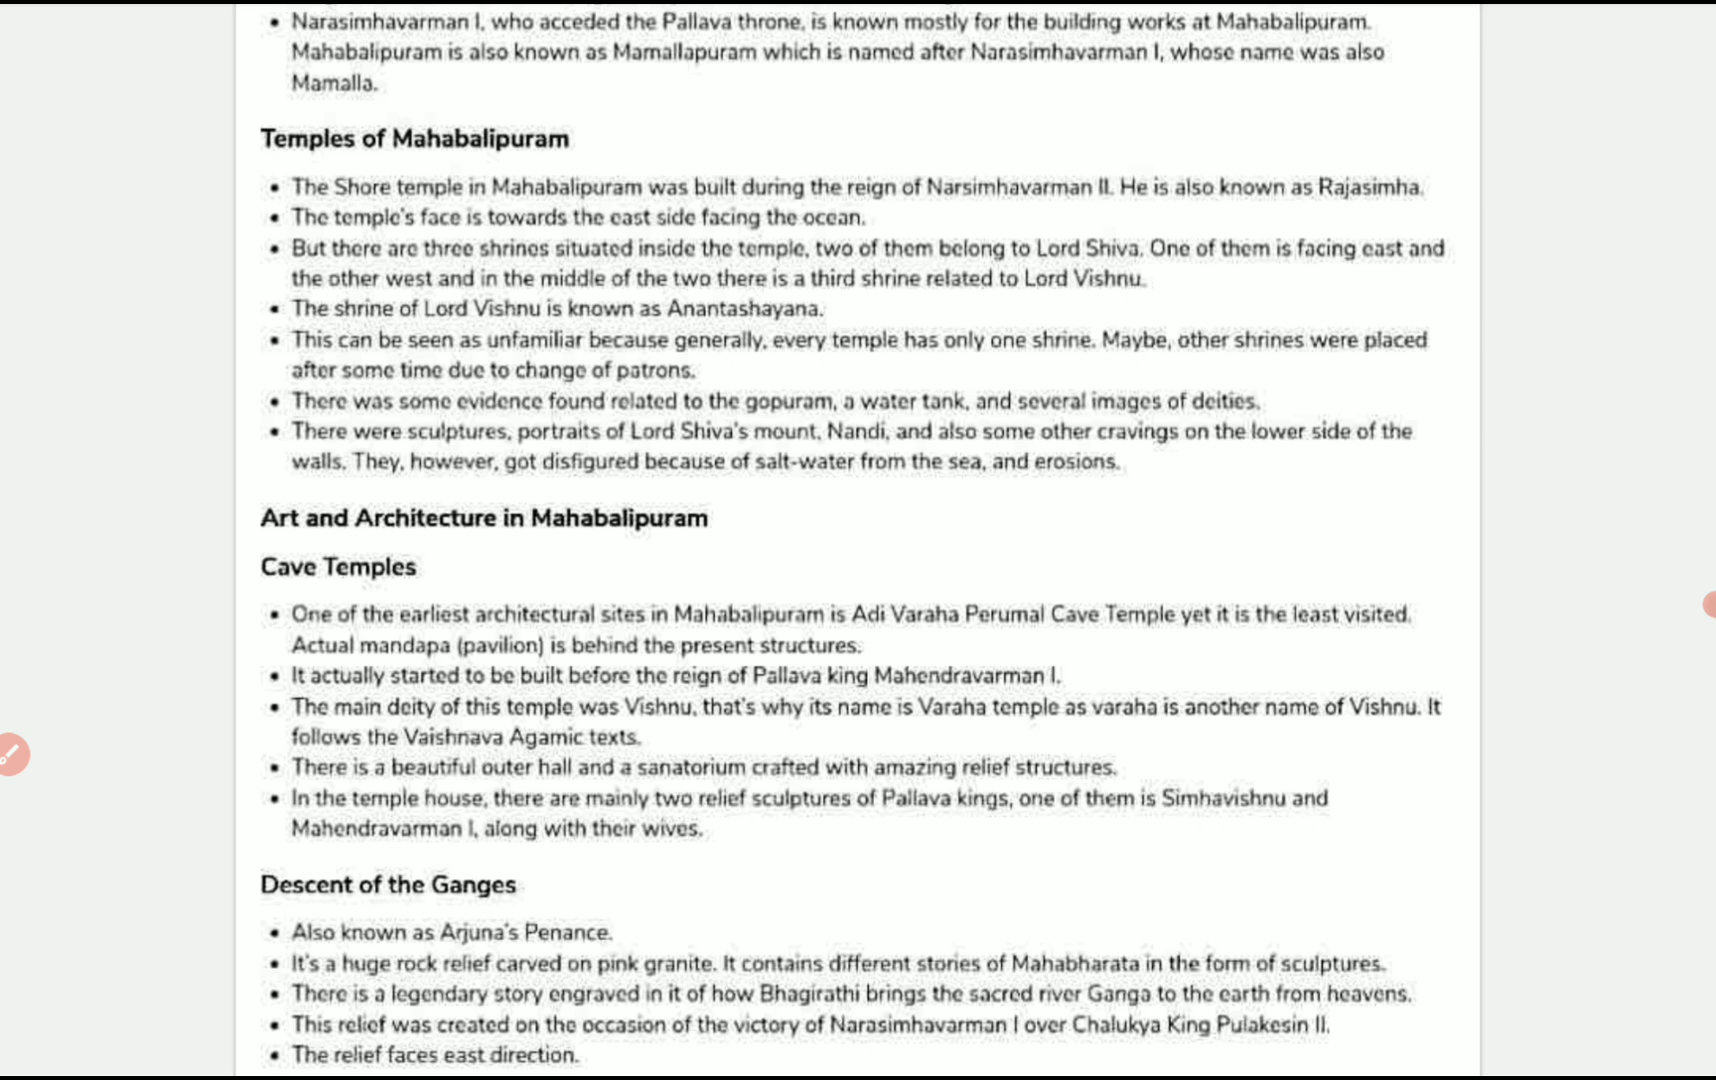 • Narasimhavarman I, who acceded the Pallava throne, is known mostly for the building works at Mahabalipuram.
Mahabalipuram is also known as Mamallapuram which is named after Narasimhavarman I, whose name was also
Mamalla.
Temples of Mahabalipuram
• The Shore temple in Mahabalipuram was built during the reign of Narsimhavarman II. He is also known as Rajasimha.
• The temple's face is towards the east side facing the ocean.
• But there are three shrines situated inside the temple, two of them belong to Lord Shiva. One of them is facing east and
the other west and in the middle of the two there is a third shrine related to Lord Vishnu.
• The shrine of Lord Vishnu is known as Anantashayana.
• This can be seen as unfamiliar because generally, every temple has only one shrine. Maybe, other shrines were placed
after some time due to change of patrons.
• There was some evidence found related to the gopuram, a water tank, and several images of deities.
• There were sculptures, portraits of Lord Shiva's mount, Nandi, and also some other cravings on the lower side of the
walls. They, however, got disfigured because of salt-water from the sea, and erosions.
Art and Architecture in Mahabalipuram
Cave Temples
• One of the earliest architectural sites in Mahabalipuram is Adi Varaha Perumal Cave Temple yet it is the least visited.
Actual mandapa (pavilion) is behind the present structures.
• It actually started to be built before the reign of Pallava king Mahendravarman I.
• The main deity of this temple was Vishnu, that's why its name is Varaha temple as varaha is another name of Vishnu. It
follows the Vaishnava Agamic texts.
• There is a beautiful outer hall and a sanatorium crafted with amazing relief structures.
• In the temple house, there are mainly two relief sculptures of Pallava kings, one of them is Simhavishnu and
Mahendravarman I, along with their wives.
Descent of the Ganges
• Also known as Arjuna's Penance.
• It's a huge rock relief carved on pink granite. It contains different stories of Mahabharata in the form of sculptures.
• There is a legendary story engraved in it of how Bhagirathi brings the sacred river Ganga to the earth from heavens.
• This relief was created on the occasion of the victory of Narasimhavarman I over Chalukya King Pulakesin II.
• The relief faces east direction.